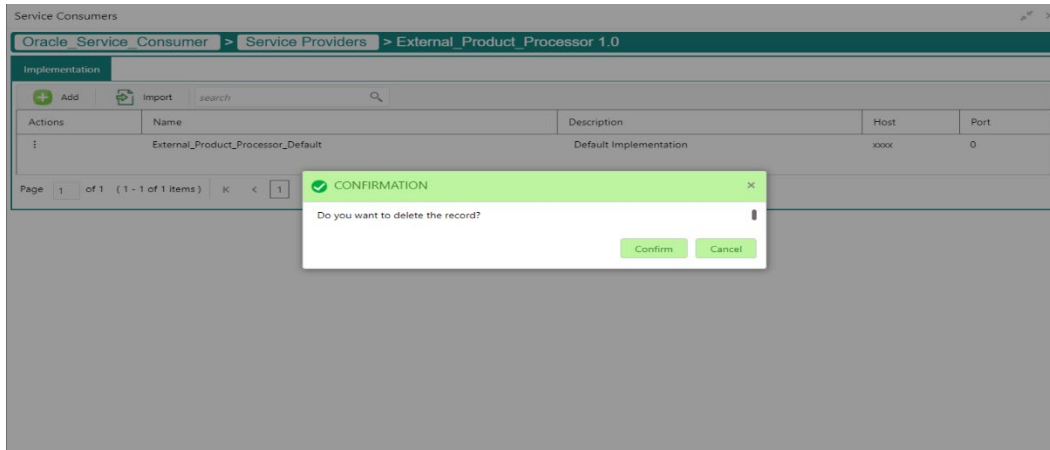 Service Consumers
Oracle_Service_Consumer > Service Providers > External_Product_Processor 1.0
Implementation
Add Import search
Actions Name Description Host Port
External_Product_Processor_Default Default Implementation xxxx 0
Page 1 of 1 (1 - 1 of 1 items) K < 1
CONFIRMATION ×
Do you want to delete the record?
Confirm Cancel